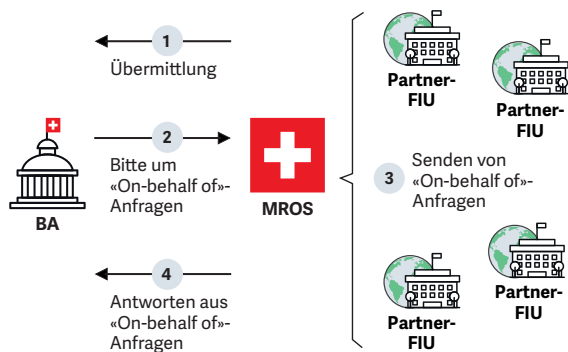 1
Übermittlung
BA
2
Bitte um
«On-behalf of»-
Anfragen
4
Antworten aus
«On-behalf of»-
Anfragen
MROS
Partner-
FIU
Partner-
FIU
3
Senden von
«On-behalf of»-
Anfragen
Partner-
FIU
Partner-
FIU